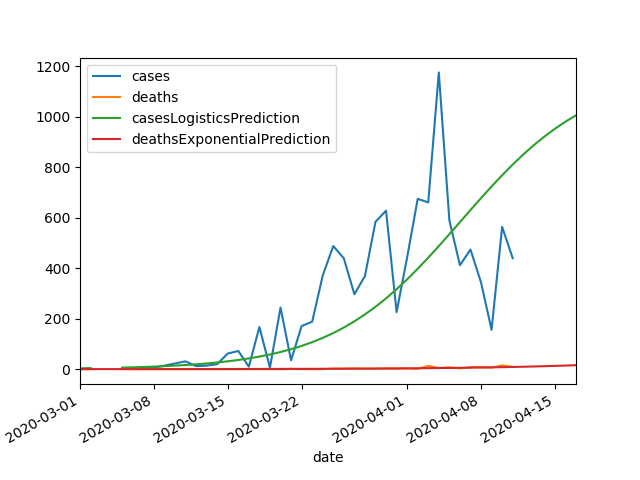 1200
1000
800
600
400
200
0
cases
deaths
casesLogisticsPrediction
deathsExponentialPrediction
2020-03-01
2020-03-08
2020-03-15
2020-03-22
2020-04-01
2020-04-08
2020-04-15
date